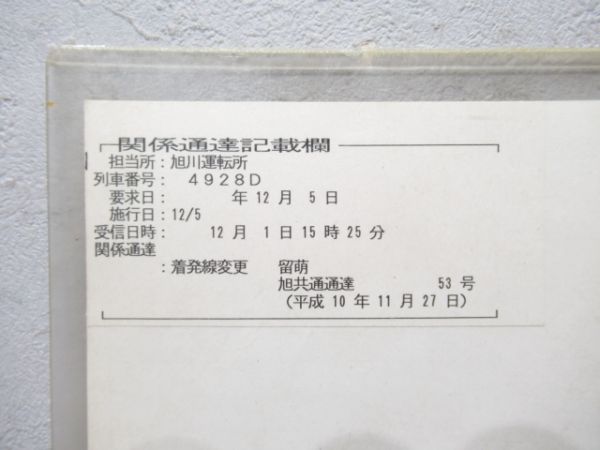 関係通達記載欄
担当所：旭川運転所
列車番号： ４９２８Ｄ
要求日： 年 12 月 5 日
施行日：12/5
受信日時： 12 月 1 日 15 時 25 分
関係通達
：着発線変更 留萌
旭共通通達 53 号
（平成 10 年 11 月 27 日）